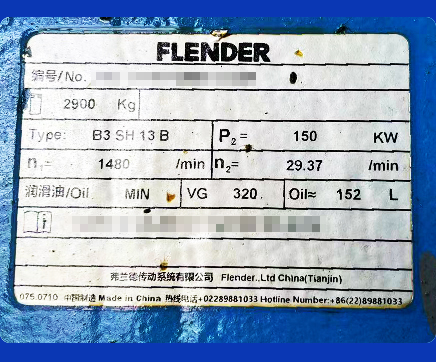 FLENDER
编号/No.
2900 Kg
Type: B3 SH 13 B P₂= 150 KW
n₁= 1480 /min n₂= 29.37 /min
润滑油/Oil MIN VG 320 Oil≈ 152 L
弗兰德传动系统有限公司 Flender.,Ltd China(Tianjin)
075.0710 中国制造 Made in China 热线电话+02289881033 Hotline Number:+86(22)89881033